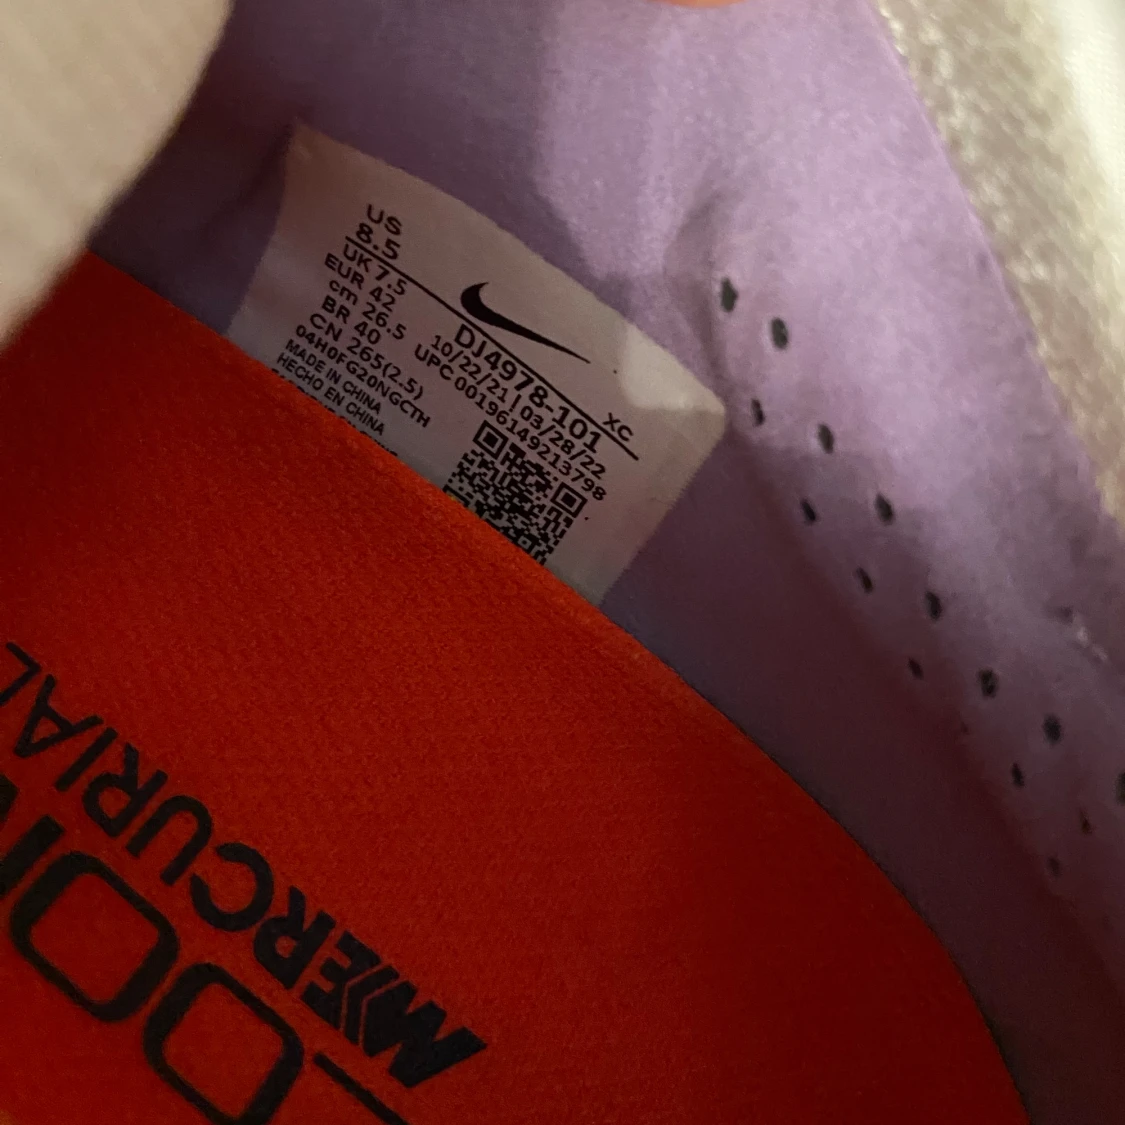 US
8.5
UK 7.5
EUR 42
cm 26.5
BR 40
CN 265(2.5)
04H0FG20NGCTH
MADE IN CHINA
HECHO EN CHINA
XC
DJ4978-101
10/22/21 | 03/28/22
UPC 00196149213798
MERCURIAL